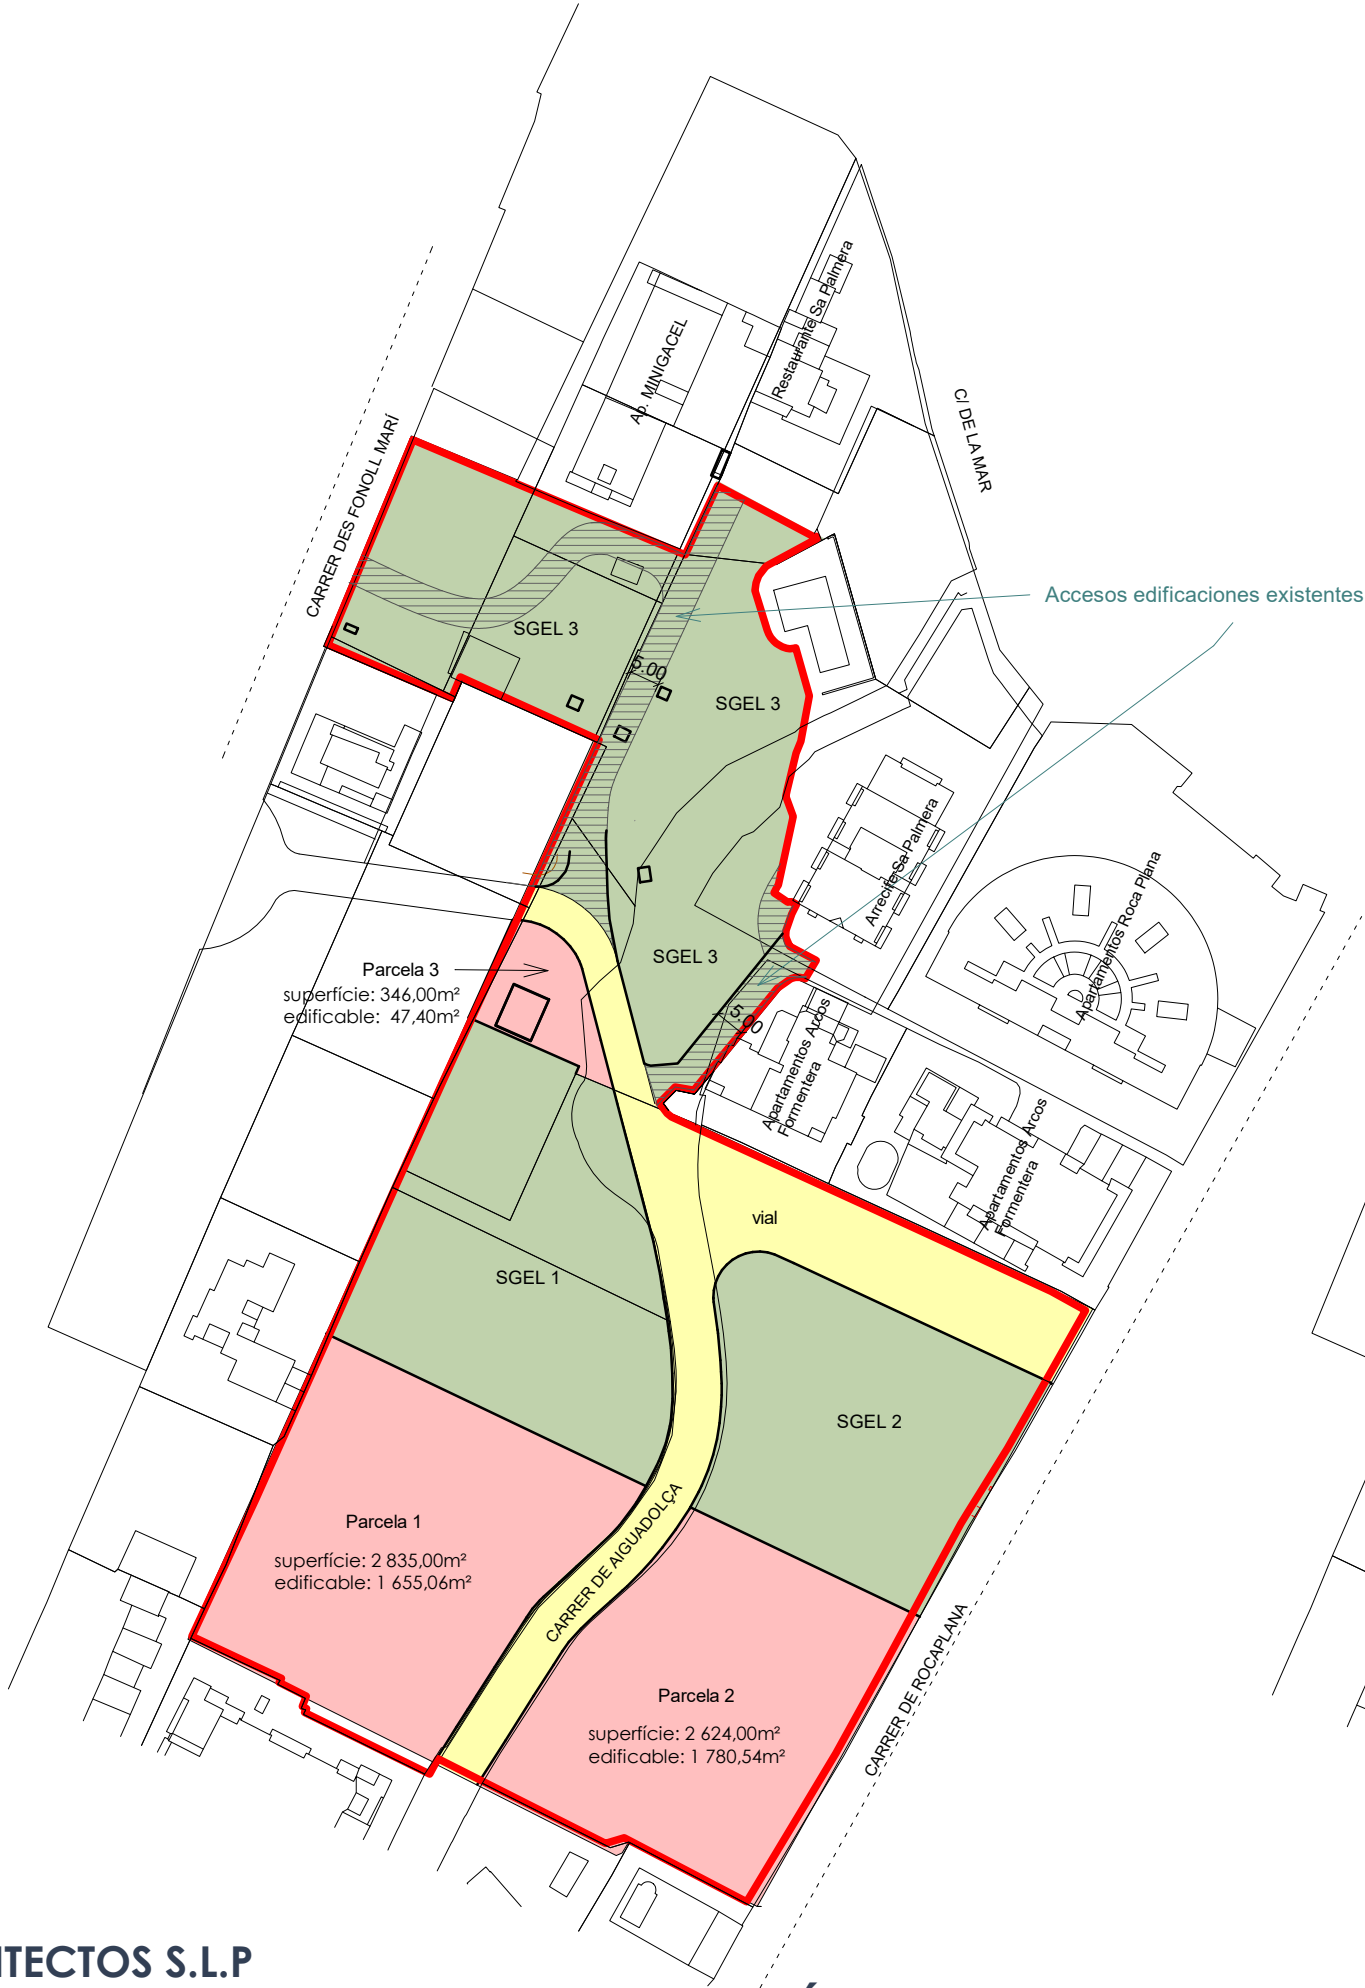 Restaurante Sa Palmera
Ap. MINIGACEL
C/ DE LA MAR
CARRER DES FONOLL MARÍ
Accesos edificaciones existentes
SGEL 3
5.00
SGEL 3
Arrecife Sa Palmera
Apartamentos Roca Plana
SGEL 3
Parcela 3
superfície: 346,00m²
edificable: 47,40m²
5.00
Apartamentos Arcos
Formentera
Apartamentos Arcos
Formentera
vial
SGEL 1
SGEL 2
Parcela 1
superfície: 2 835,00m²
edificable: 1 655,06m²
CARRER DE AIGUADOLÇA
CARRER DE ROCAPLANA
Parcela 2
superfície: 2 624,00m²
edificable: 1 780,54m²
ITECTOS S.L.P